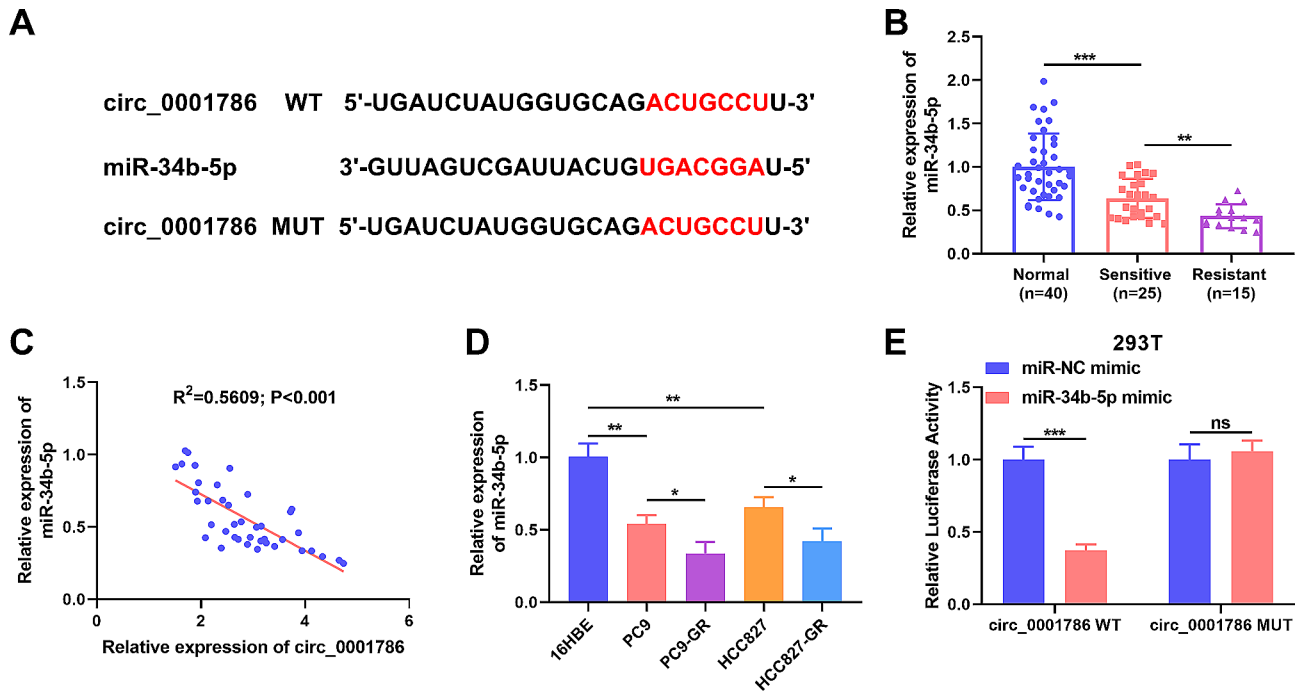 A
circ_0001786 WT 5'-UGAUCUAUGGUGCAGACUGCCUU-3'
miR-34b-5p 3'-GUUAGUCGAUUACUGUGACGGAU-5'
circ_0001786 MUT 5'-UGAUCUAUGGUGCAGACUGCCUU-3'
B
Relative expression of
miR-34b-5p
2.5
2.0
1.5
1.0
0.5
0.0
***
**
Normal
(n=40)
Sensitive
(n=25)
Resistant
(n=15)
C
Relative expression of
miR-34b-5p
1.5
1.0
0.5
0.0
R²=0.5609; P<0.001
0 2 4 6
Relative expression of circ_0001786
D
Relative expression
of miR-34b-5p
1.5
1.0
0.5
0.0
**
**
*
*
16HBE
PC9
PC9-GR
HCC827
HCC827-GR
E
293T
miR-NC mimic
miR-34b-5p mimic
Relative Luciferase Activity
1.5
1.0
0.5
0.0
***
ns
circ_0001786 WT
circ_0001786 MUT